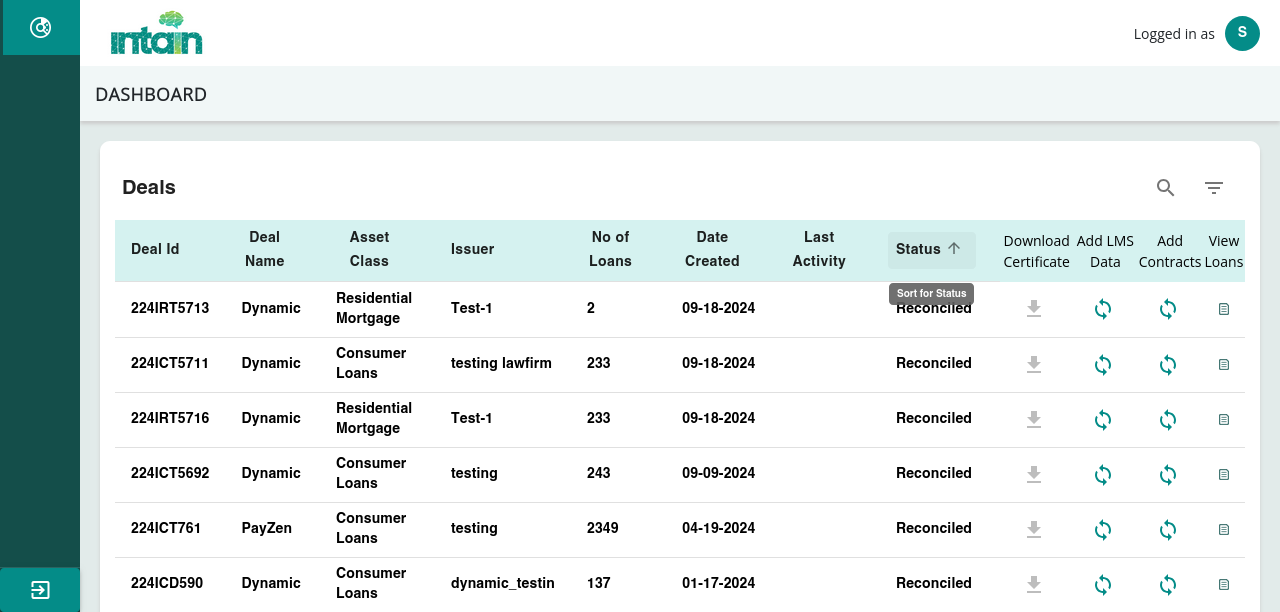 intain
Logged in as
S
DASHBOARD
Deals
Deal Id
Deal
Name
Asset
Class
Issuer
No of
Loans
Date
Created
Last
Activity
Status
Download
Certificate
Add LMS
Data
Add
Contracts
View
Loans
Sort for Status
224IRT5713 Dynamic Residential Mortgage Test-1 2 09-18-2024 Reconciled
224ICT5711 Dynamic Consumer Loans testing lawfirm 233 09-18-2024 Reconciled
224IRT5716 Dynamic Residential Mortgage Test-1 233 09-18-2024 Reconciled
224ICT5692 Dynamic Consumer Loans testing 243 09-09-2024 Reconciled
224ICT761 PayZen Consumer Loans testing 2349 04-19-2024 Reconciled
224ICD590 Dynamic Consumer Loans dynamic_testin 137 01-17-2024 Reconciled